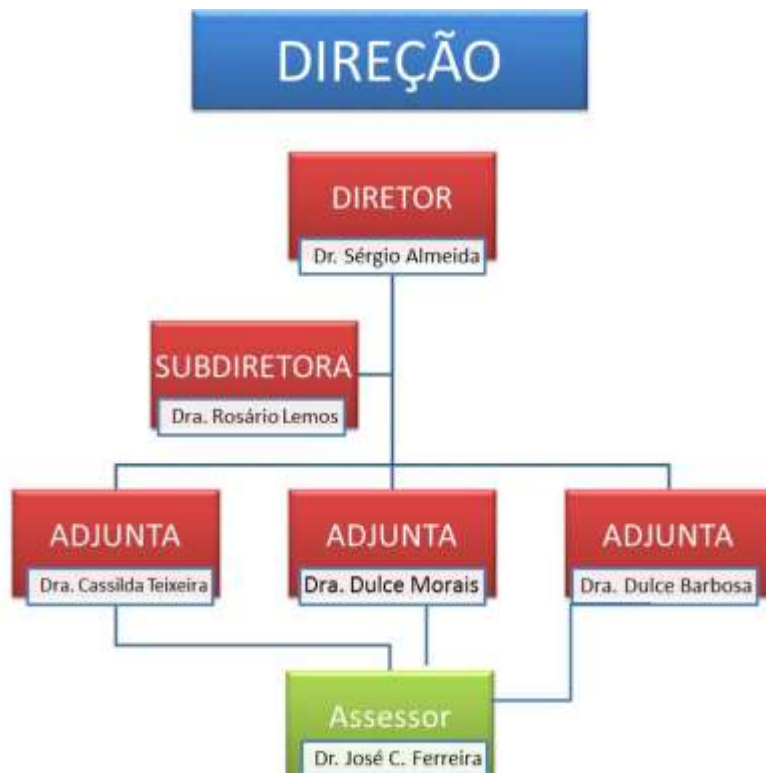 DIREÇÃO
DIRETOR
Dr. Sérgio Almeida
SUBDIRETORA
Dra. Rosário Lemos
ADJUNTA
Dra. Cassilda Teixeira
ADJUNTA
Dra. Dulce Morais
ADJUNTA
Dra. Dulce Barbosa
Assessor
Dr. José C. Ferreira